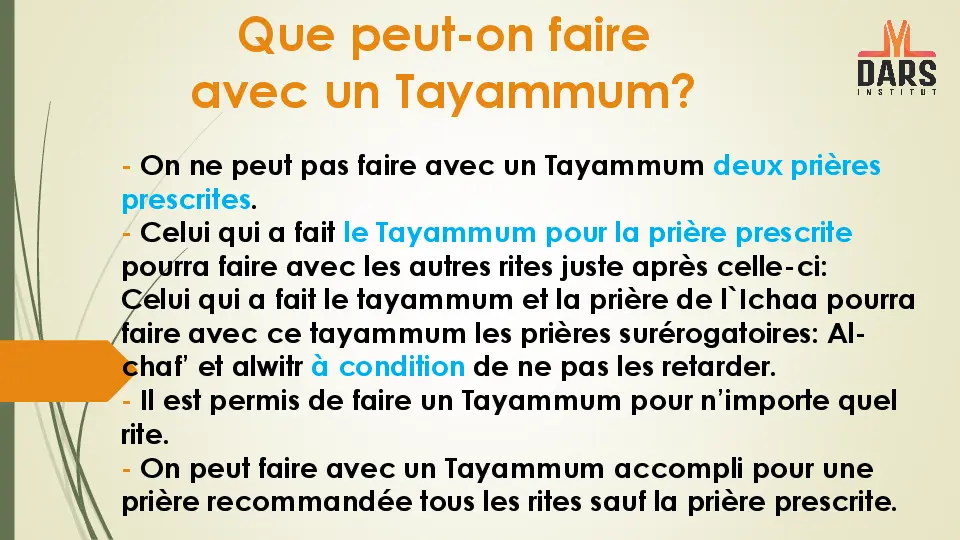 Que peut-on faire
avec un Tayammum?
DARS
INSTITUT
- On ne peut pas faire avec un Tayammum deux prières
prescrites.
- Celui qui a fait le Tayammum pour la prière prescrite
pourra faire avec les autres rites juste après celle-ci:
Celui qui a fait le tayammum et la prière de l`Ichaa pourra
faire avec ce tayammum les prières surérogatoires: Al-
chaf’ et alwitr à condition de ne pas les retarder.
- Il est permis de faire un Tayammum pour n’importe quel
rite.
- On peut faire avec un Tayammum accompli pour une
prière recommandée tous les rites sauf la prière prescrite.